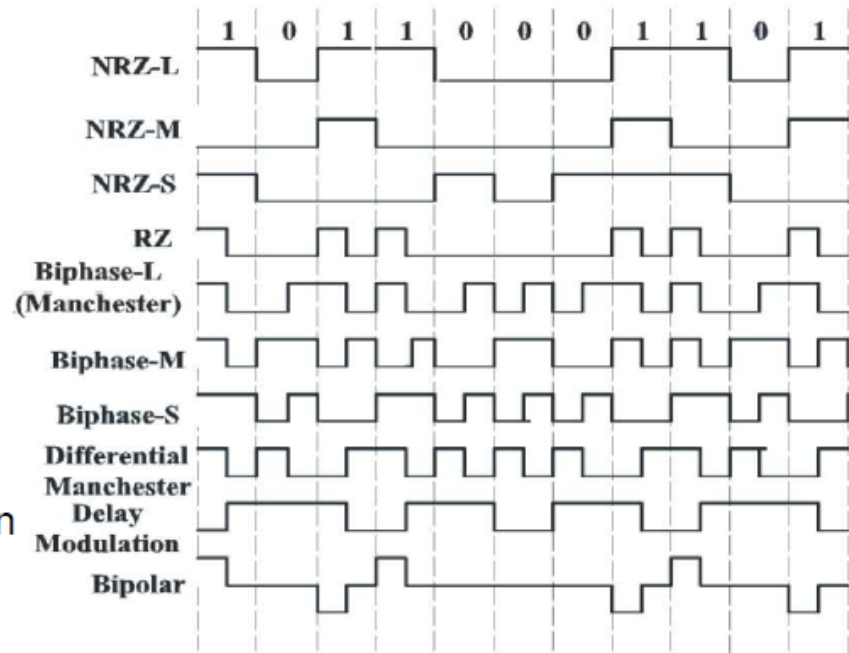 1 0 1 1 0 0 0 1 1 0 1
NRZ-L
NRZ-M
NRZ-S
RZ
Biphase-L
(Manchester)
Biphase-M
Biphase-S
Differential
Manchester
n
Delay
Modulation
Bipolar